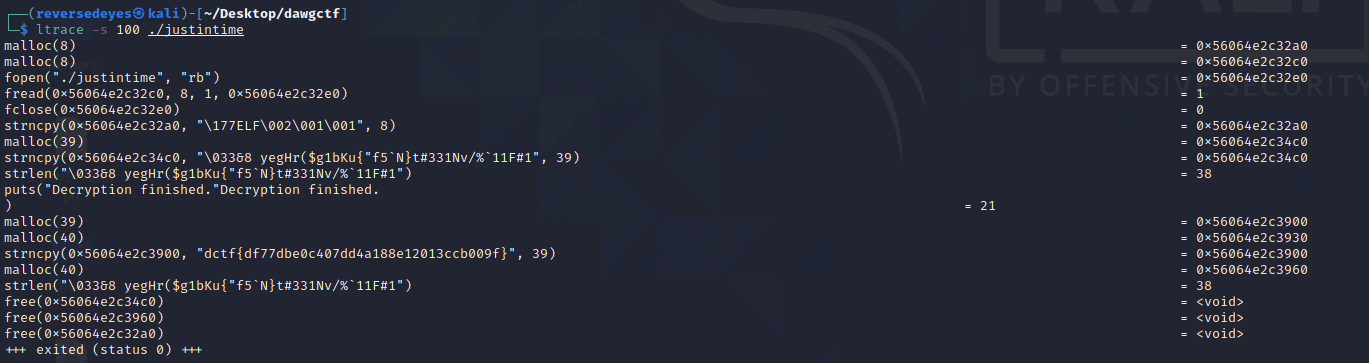 ┌──(reversedeyes㉿kali)-[~/Desktop/dawgctf]
└─$ ltrace -s 100 ./justintime
malloc(8) = 0×56064e2c32a0
malloc(8) = 0×56064e2c32c0
fopen("./justintime", "rb") = 0×56064e2c32e0
fread(0×56064e2c32c0, 8, 1, 0×56064e2c32e0) = 1
fclose(0×56064e2c32e0) = 0
strncpy(0×56064e2c32a0, "\177ELF\002\001\001", 8) = 0×56064e2c32a0
malloc(39) = 0×56064e2c34c0
strncpy(0×56064e2c34c0, "\033&8 yegHr($g1bKu{"f5`N}t#331Nv/%`11F#1", 39) = 0×56064e2c34c0
strlen("\033&8 yegHr($g1bKu{"f5`N}t#331Nv/%`11F#1") = 38
puts("Decryption finished."Decryption finished.
) = 21
malloc(39) = 0×56064e2c3900
malloc(40) = 0×56064e2c3930
strncpy(0×56064e2c3900, "dctf{df77dbe0c407dd4a188e12013ccb009f}", 39) = 0×56064e2c3900
malloc(40) = 0×56064e2c3960
strlen("\033&8 yegHr($g1bKu{"f5`N}t#331Nv/%`11F#1") = 38
free(0×56064e2c34c0) = <void>
free(0×56064e2c3960) = <void>
free(0×56064e2c32a0) = <void>
+++ exited (status 0) +++
BY OFFENSIVE SECURITY